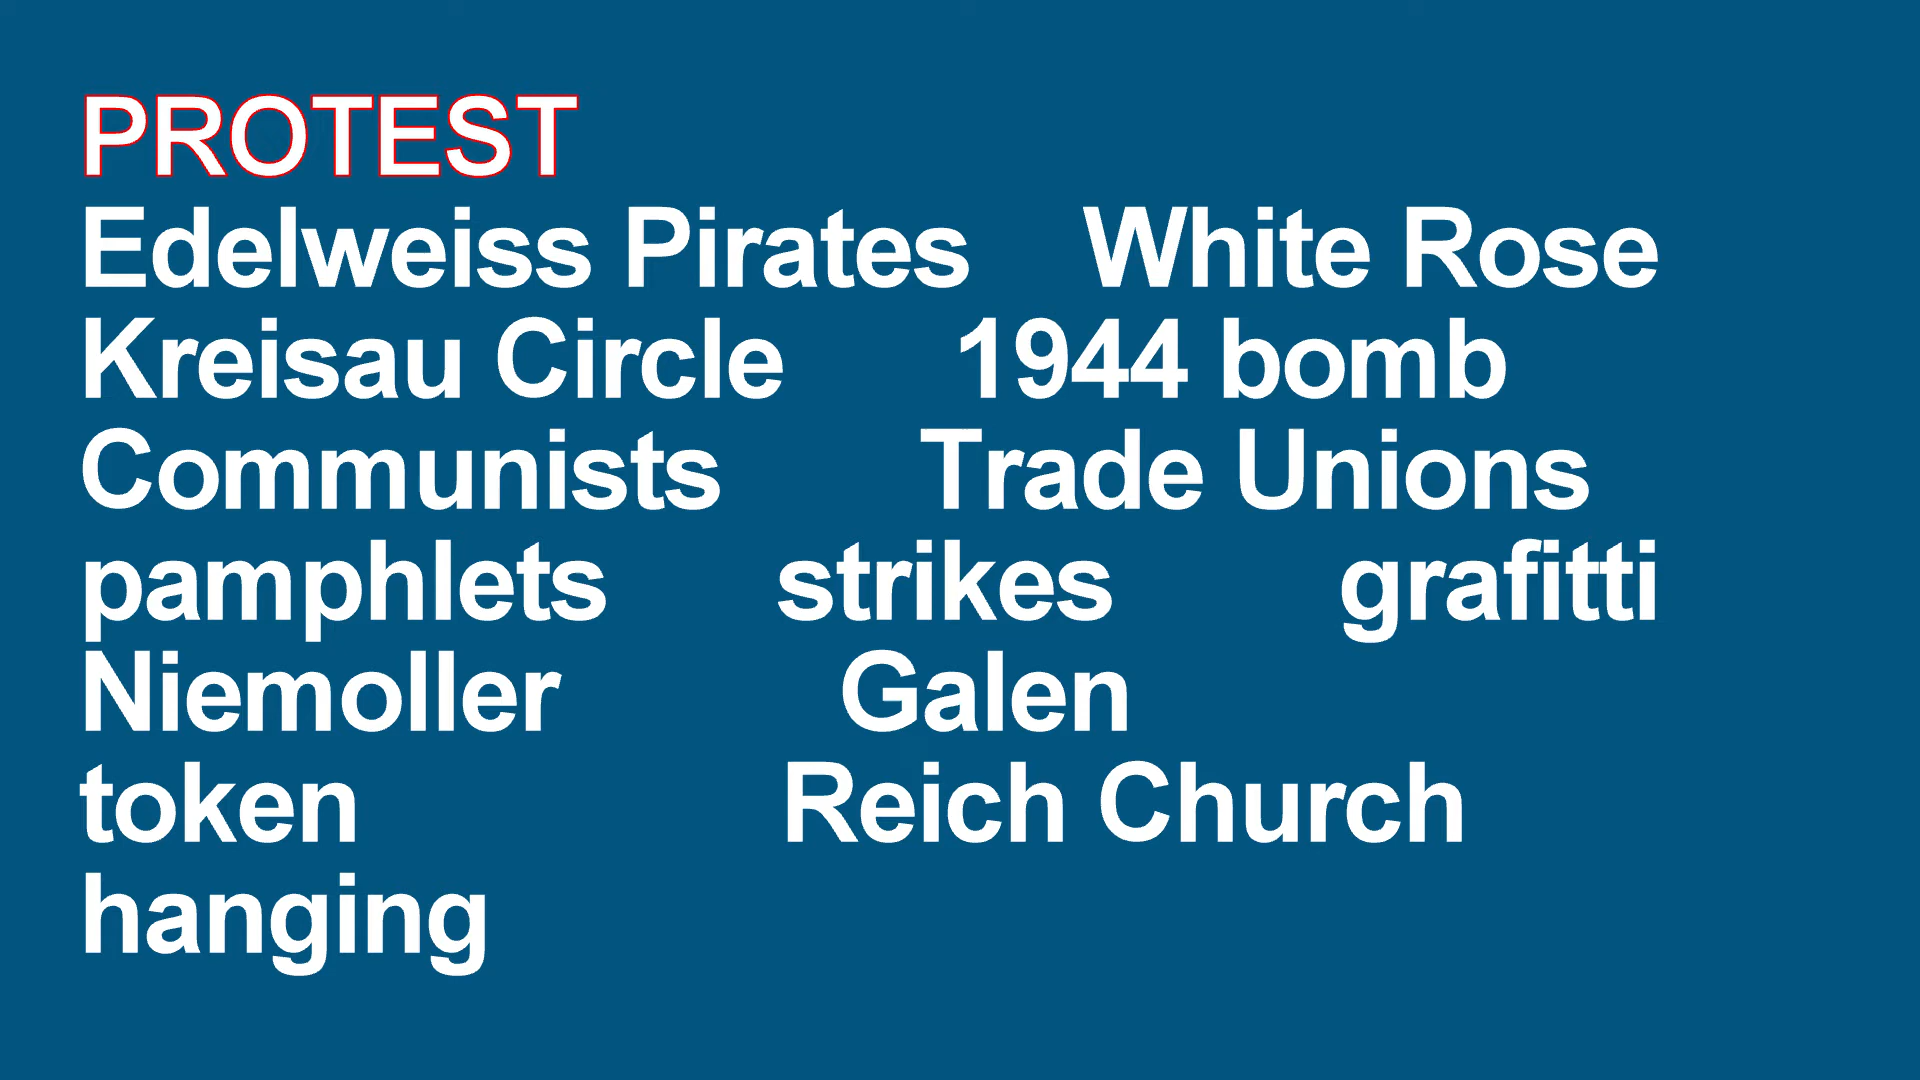 PROTEST
Edelweiss Pirates White Rose
Kreisau Circle 1944 bomb
Communists Trade Unions
pamphlets strikes grafitti
Niemoller Galen
token Reich Church
hanging